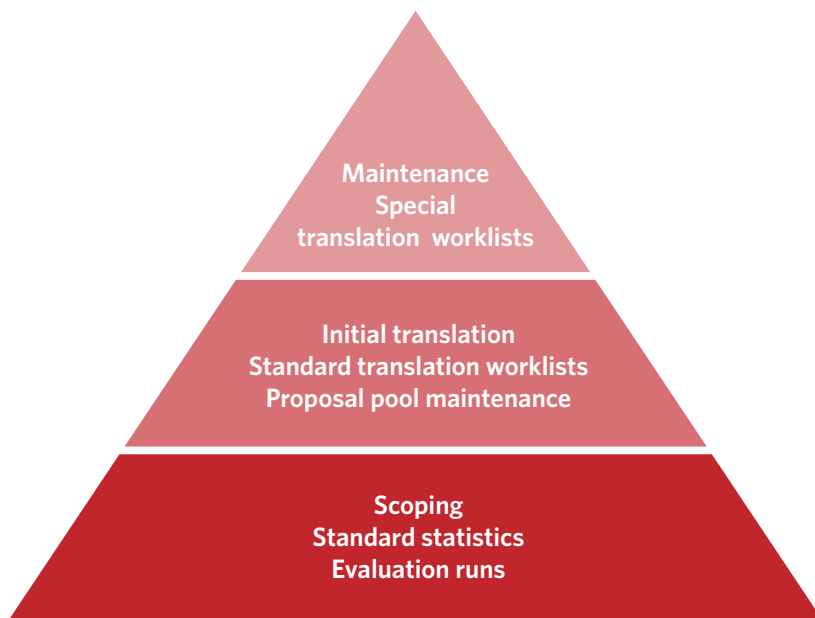 Maintenance
Special
translation worklists
Initial translation
Standard translation worklists
Proposal pool maintenance
Scoping
Standard statistics
Evaluation runs